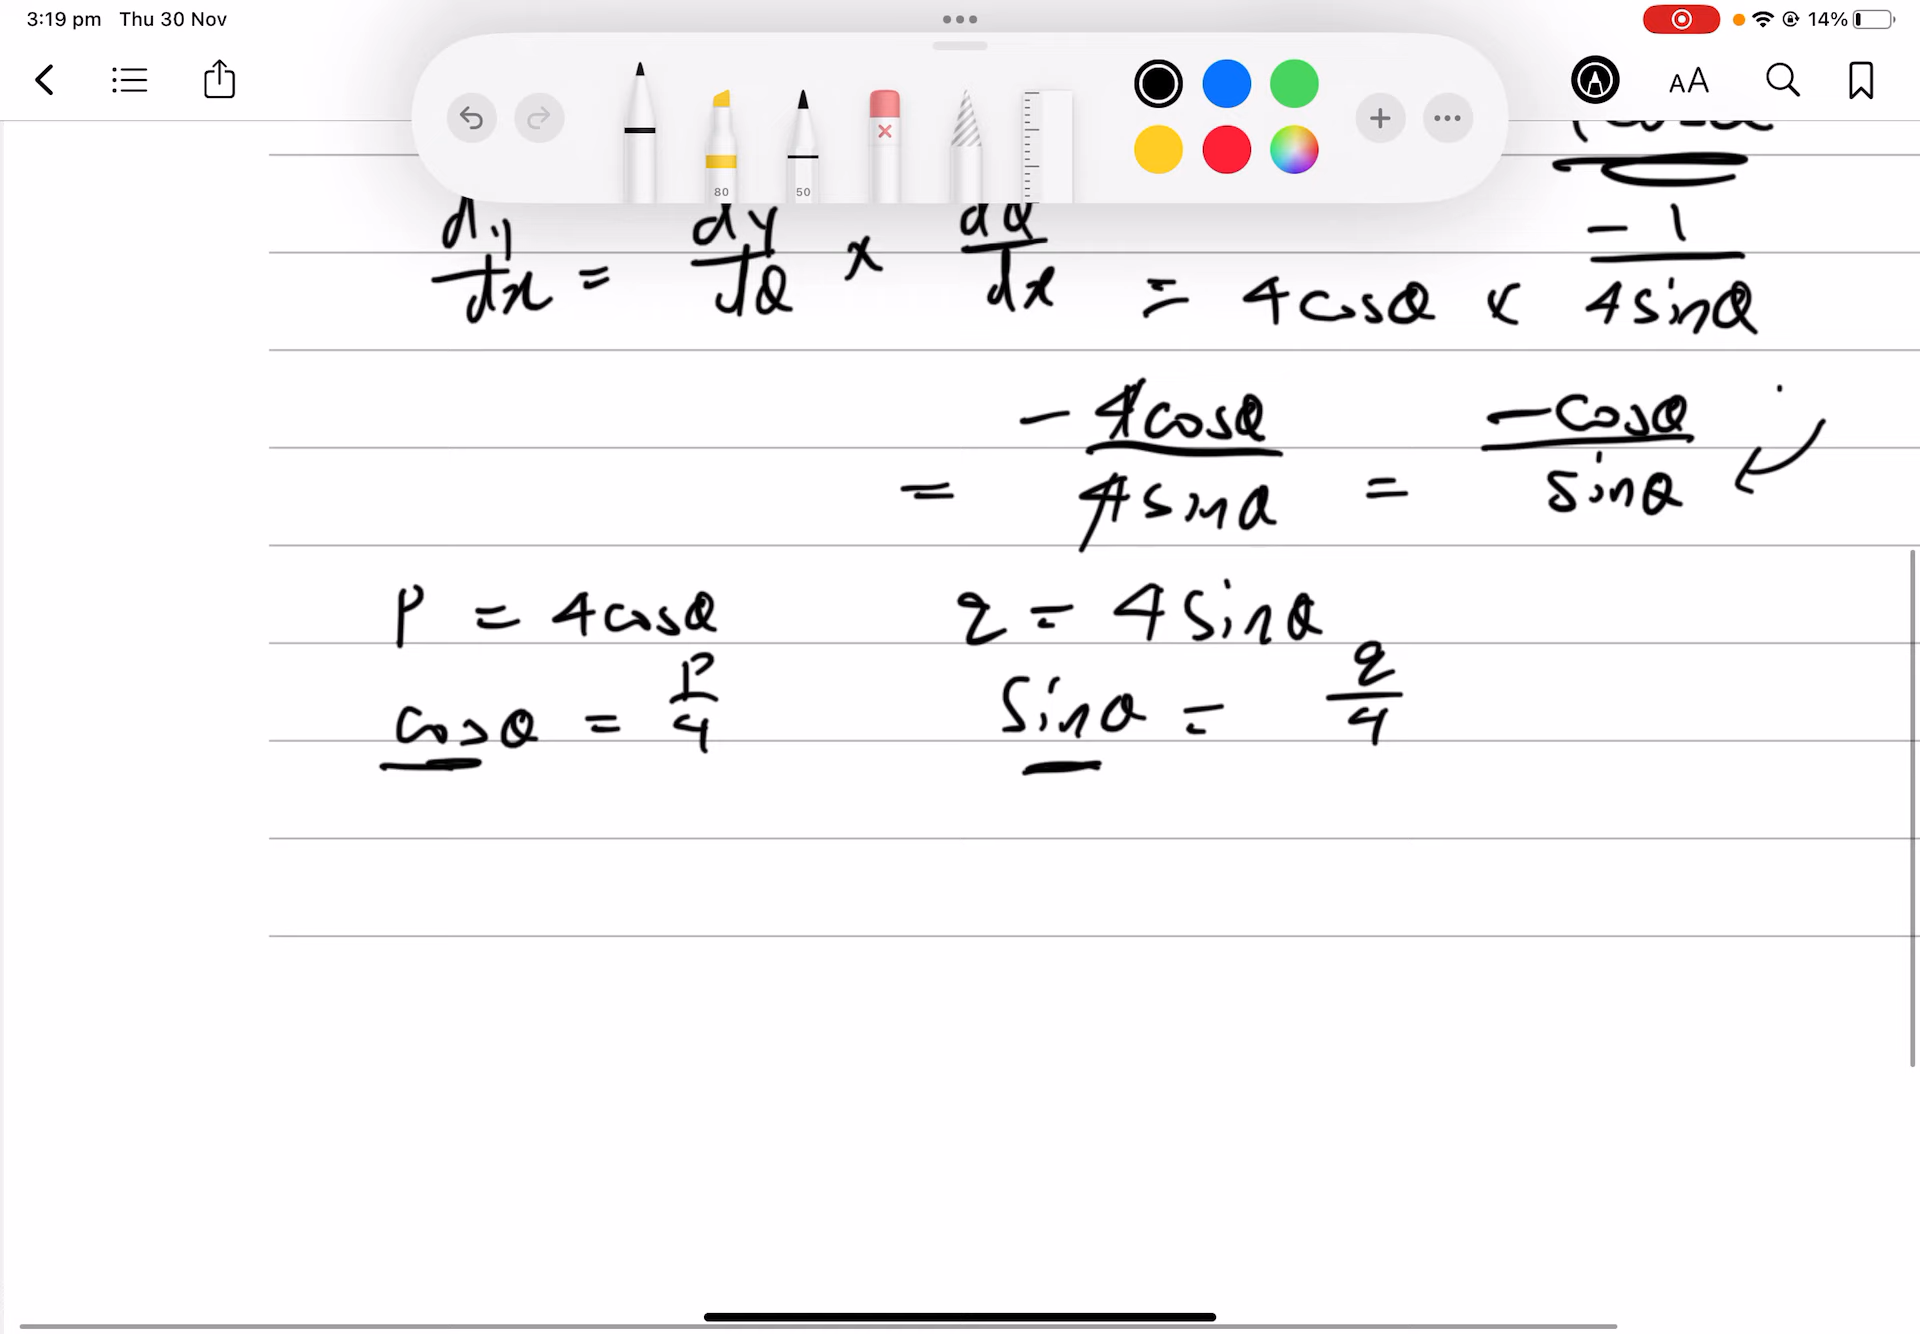 3:19 pm Thu 30 Nov 14%
AA
80 50
dy/dx = dy/dθ × dθ/dx = 4cosθ × -1/4sinθ
= -4cosθ/4sinθ = -cosθ/sinθ
P = 4cosθ q = 4sinθ
cosθ = P/4 sinθ = q/4